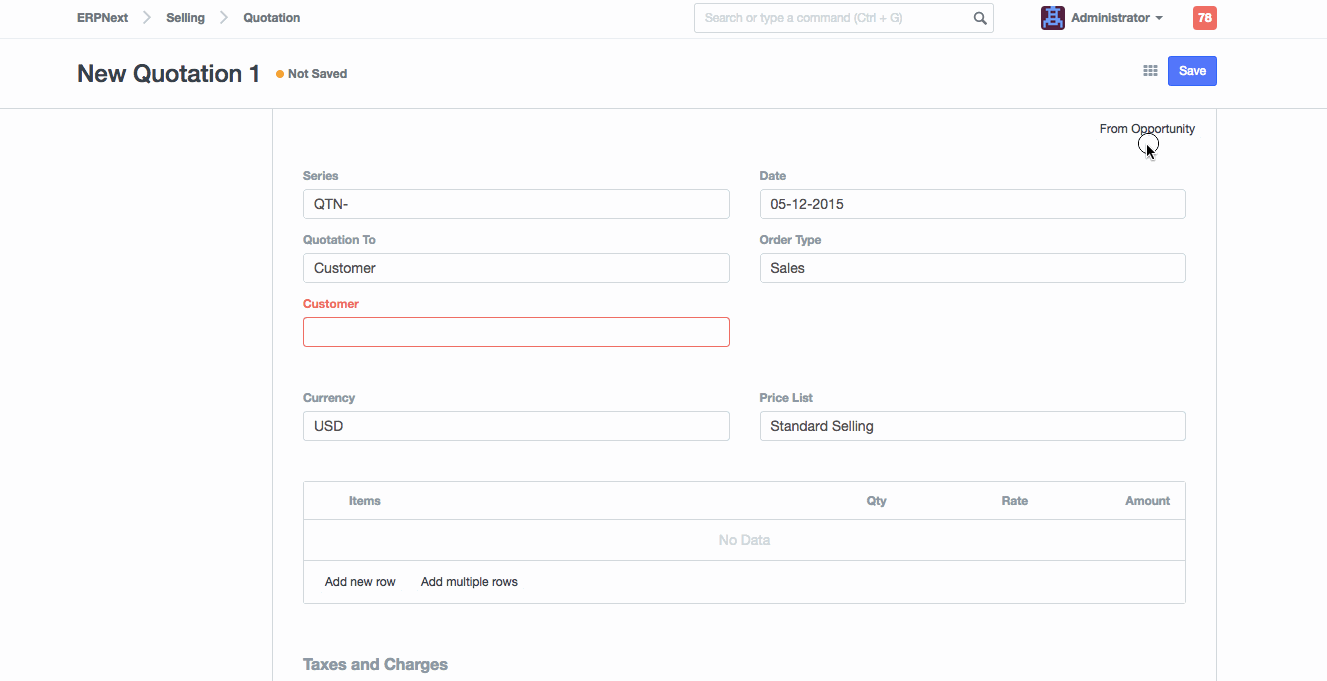 ERPNext Selling Quotation Search or type a command (Ctrl + G) Administrator 78
New Quotation 1 Not Saved Save
From Opportunity
Series Date
QTN- 05-12-2015
Quotation To Order Type
Customer Sales
Customer
Currency Price List
USD Standard Selling
Items Qty Rate Amount
No Data
Add new row Add multiple rows
Taxes and Charges